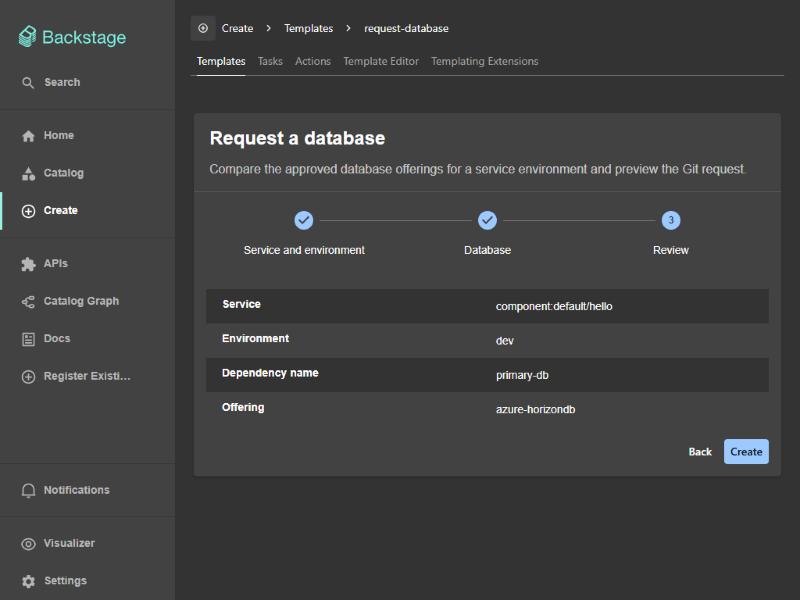 Backstage
Search
Home
Catalog
Create
APIs
Catalog Graph
Docs
Register Existi...
Notifications
Visualizer
Settings
Create > Templates > request-database
Templates Tasks Actions Template Editor Templating Extensions
Request a database
Compare the approved database offerings for a service environment and preview the Git request.
3
Service and environment Database Review
Service component:default/hello
Environment dev
Dependency name primary-db
Offering azure-horizondb
Back Create